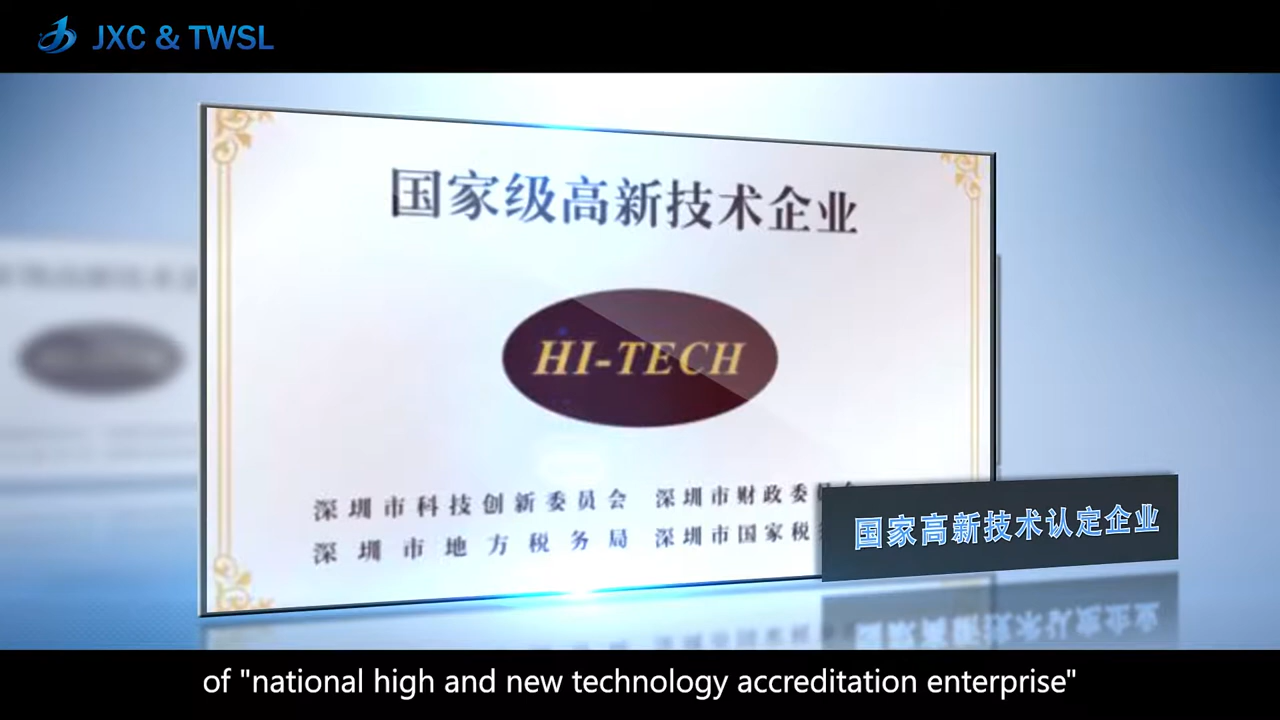 JXC & TWSL
国家级高新技术企业
HI-TECH
深圳市科技创新委员会 深圳市财政委
深圳市地方税务局 深圳市国家税
国家高新技术认定企业
of "national high and new technology accreditation enterprise"